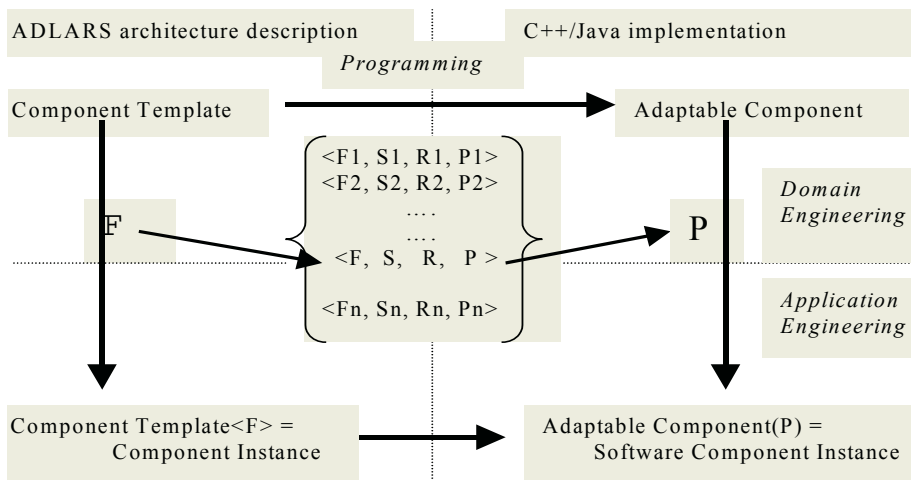 ADLARS architecture description
C++/Java implementation
Programming
Component Template
Adaptable Component
<F1, S1, R1, P1>
<F2, S2, R2, P2>
....
....
F
<F, S, R, P >
P
Domain
Engineering
<Fn, Sn, Rn, Pn>
Application
Engineering
Component Template<F> =
Component Instance
Adaptable Component(P) =
Software Component Instance